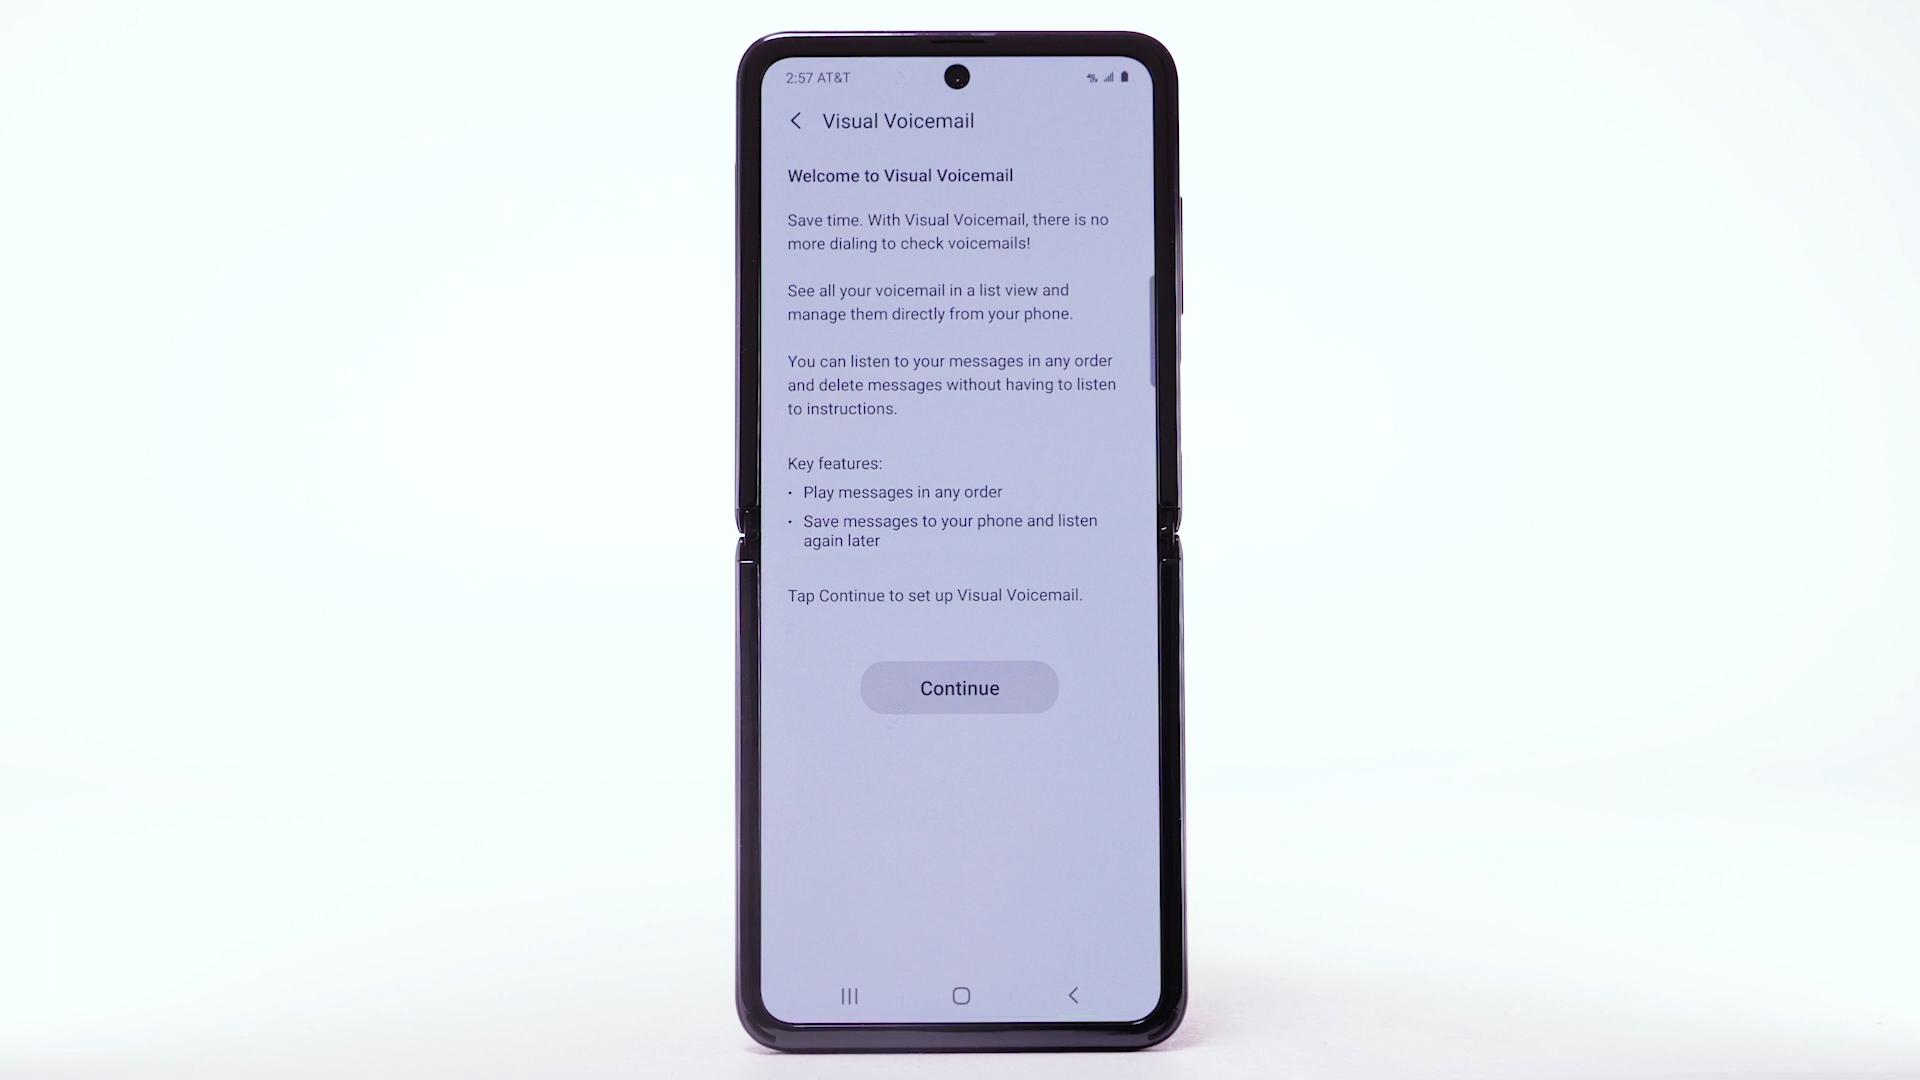 2:57 AT&T
Visual Voicemail
Welcome to Visual Voicemail
Save time. With Visual Voicemail, there is no
more dialing to check voicemails!
See all your voicemail in a list view and
manage them directly from your phone.
You can listen to your messages in any order
and delete messages without having to listen
to instructions.
Key features:
• Play messages in any order
• Save messages to your phone and listen
again later
Tap Continue to set up Visual Voicemail.
Continue